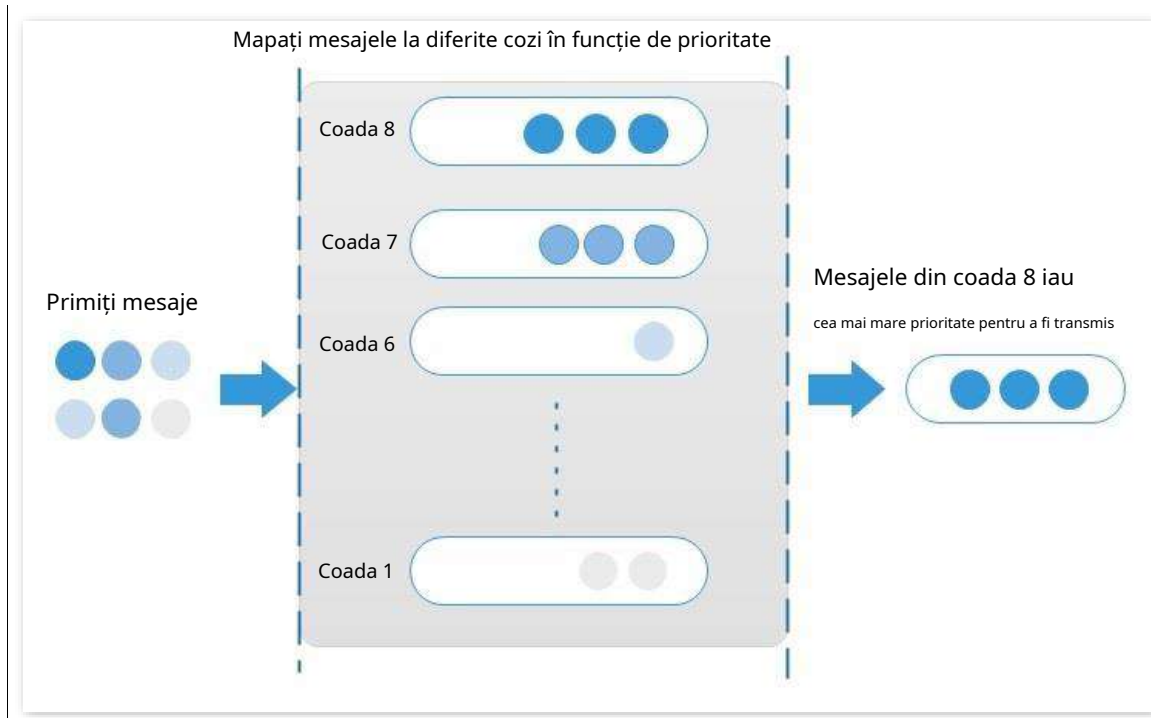 Mapați mesajele la diferite cozi în funcție de prioritate
Coada 8
Coada 7
Primiți mesaje
Coada 6
Coada 1
Mesajele din coada 8 iau
cea mai mare prioritate pentru a fi transmis